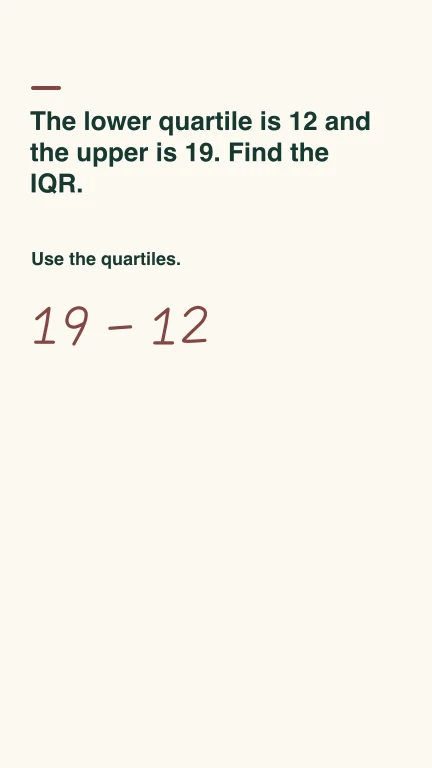 The lower quartile is 12 and
the upper is 19. Find the
IQR.
Use the quartiles.
19 − 12